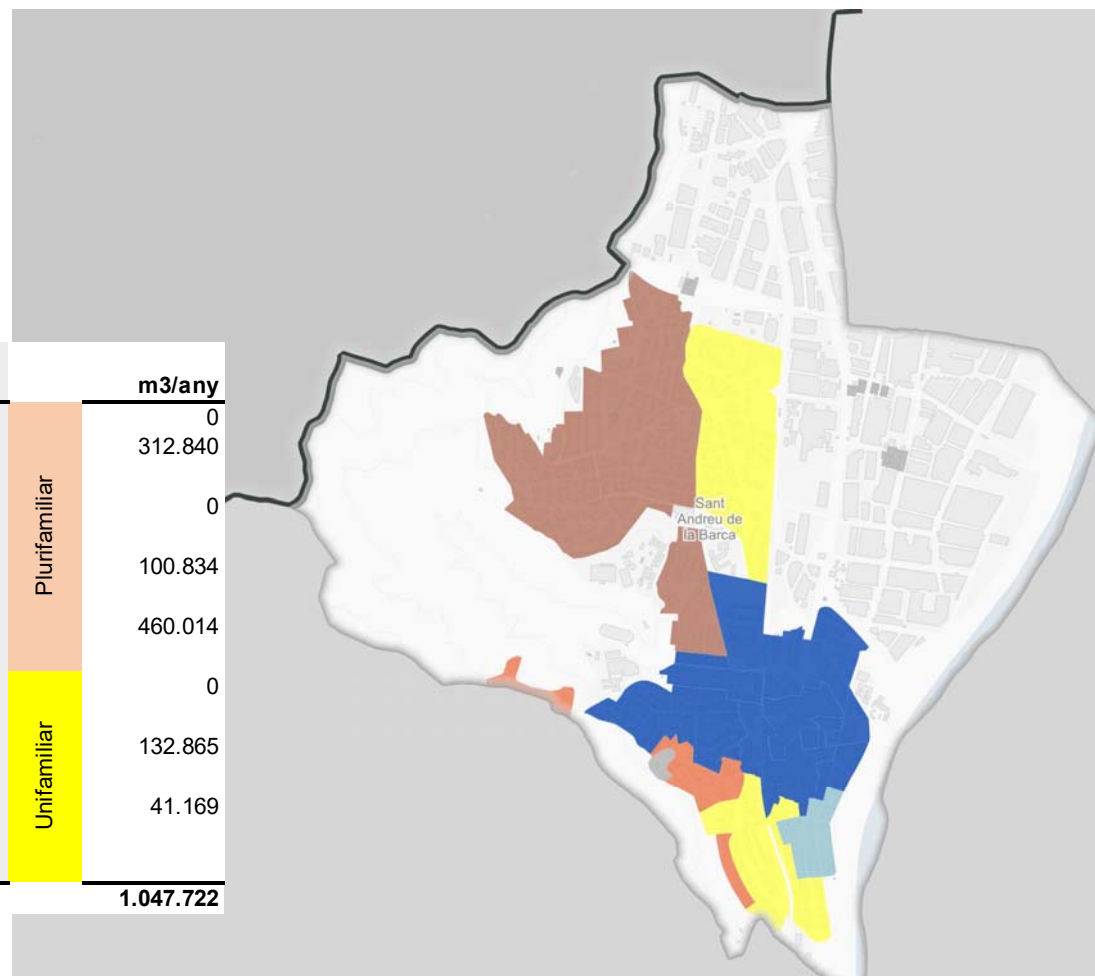 m3/any
Plurifamiliar
0
312.840
0
100.834
460.014
Unifamiliar
0
132.865
41.169
1.047.722
Sant
Andreu de
la Barca